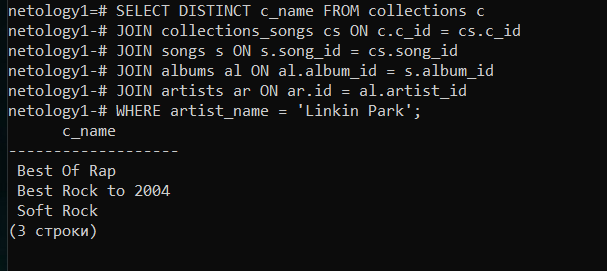 netology1=# SELECT DISTINCT c_name FROM collections c
netology1-# JOIN collections_songs cs ON c.c_id = cs.c_id
netology1-# JOIN songs s ON s.song_id = cs.song_id
netology1-# JOIN albums al ON al.album_id = s.album_id
netology1-# JOIN artists ar ON ar.id = al.artist_id
netology1-# WHERE artist_name = 'Linkin Park';
      c_name
-------------------
 Best Of Rap
 Best Rock to 2004
 Soft Rock
(3 строки)